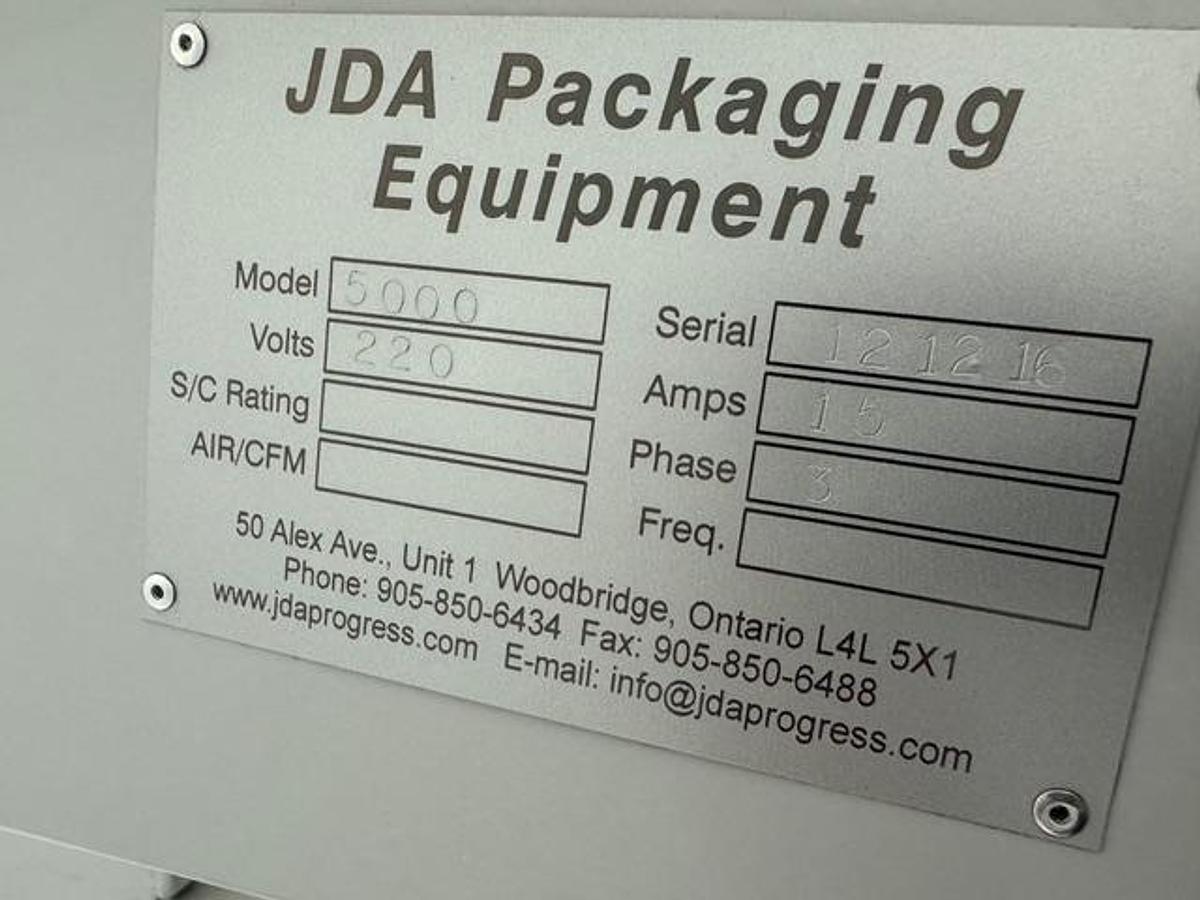 JDA Packaging
Equipment
Model 5000
Volts 220
S/C Rating
AIR/CFM
Serial 12 12 16
Amps 15
Phase 3
Freq.
50 Alex Ave., Unit 1 Woodbridge, Ontario L4L 5X1
Phone: 905-850-6434 Fax: 905-850-6488
www.jdaprogress.com E-mail: info@jdaprogress.com